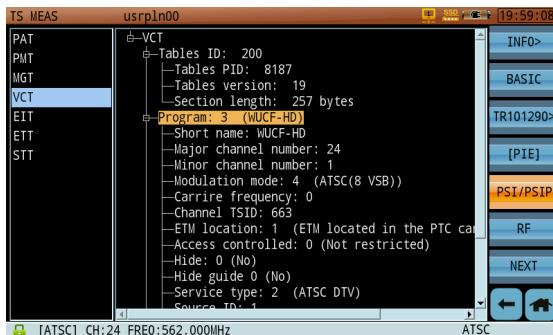 TS MEAS usrpln00 SSD 19:59:08
PAT
PMT
MGT
VCT
EIT
ETT
STT
VCT
Tables ID: 200
Tables PID: 8187
Tables version: 19
Section length: 257 bytes
Program: 3 (WUCF-HD)
Short name: WUCF-HD
Major channel number: 24
Minor channel number: 1
Modulation mode: 4 (ATSC(8 VSB))
Carrire frequency: 0
Channel TSID: 663
ETM location: 1 (ETM located in the PTC ca
Access controlled: 0 (Not restricted)
Hide: 0 (No)
Hide guide 0 (No)
Service type: 2 (ATSC DTV)
Source ID: 1
INFO>
BASIC
TR101290>
[PIE]
PSI/PSIP
RF
NEXT
[ATSC] CH:24 FREQ:562.000MHz ATSC